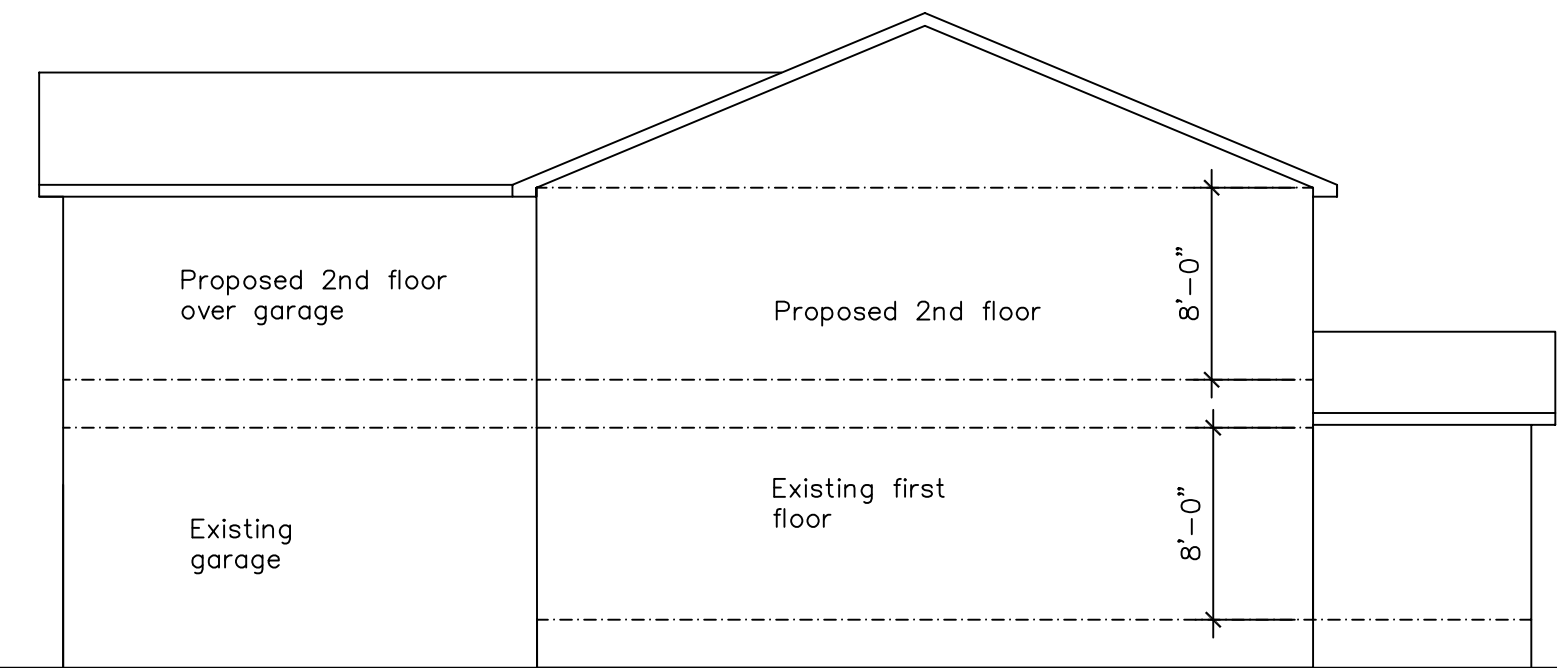 Proposed 2nd floor
over garage
Proposed 2nd floor
8'-0"
Existing first
floor
8'-0"
Existing
garage